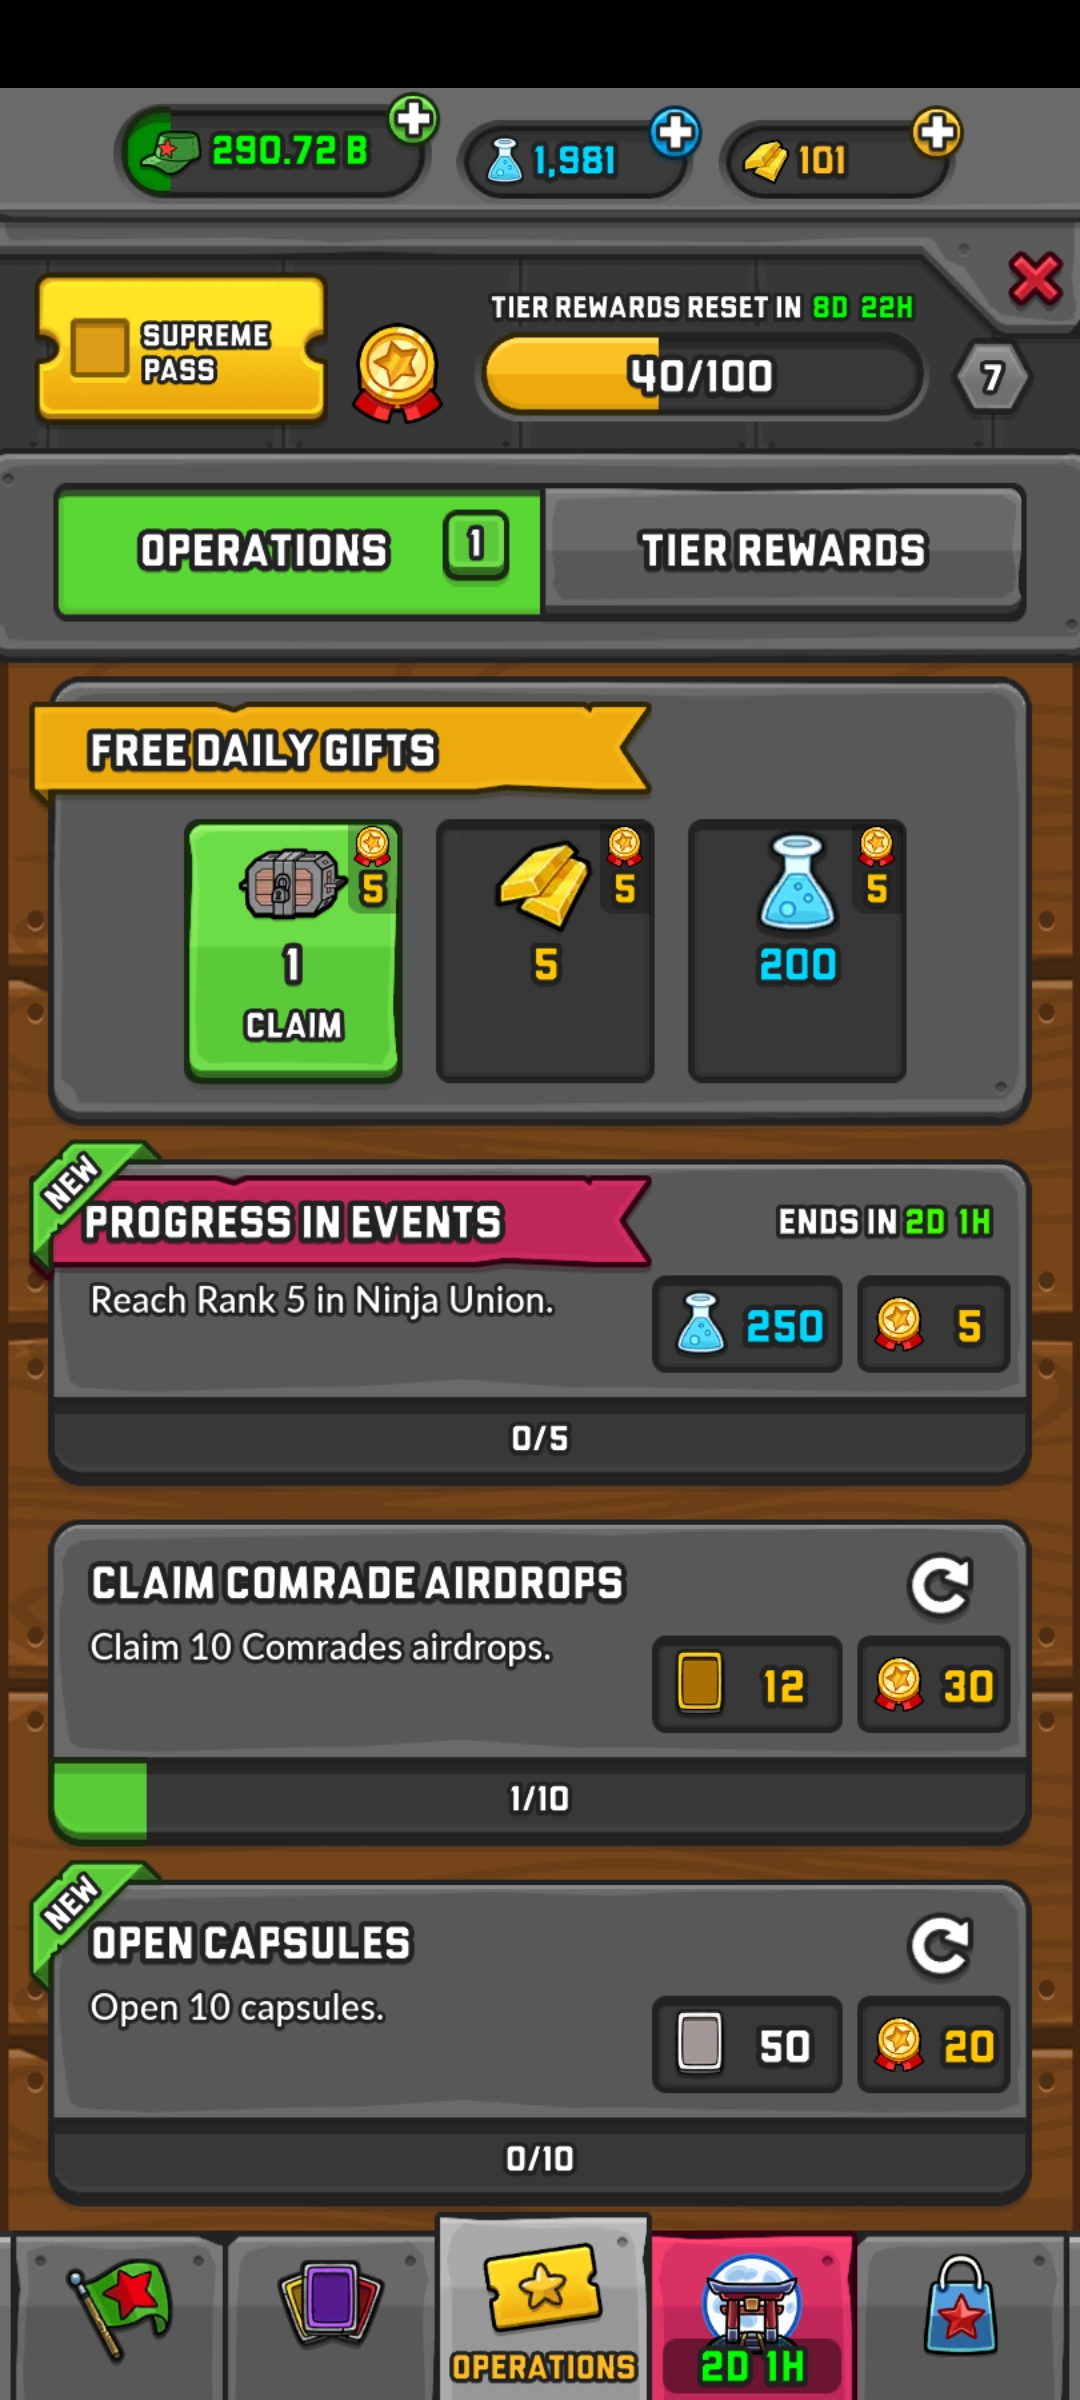 290.72 B
1,981
101
SUPREME
PASS
TIER REWARDS RESET IN 8D 22H
40/100
7
OPERATIONS
1
TIER REWARDS
FREE DAILY GIFTS
5
1
CLAIM
5
5
5
200
NEW
PROGRESS IN EVENTS
ENDS IN 2D 1H
Reach Rank 5 in Ninja Union.
250
5
0/5
CLAIM COMRADE AIRDROPS
Claim 10 Comrades airdrops.
12
30
1/10
NEW
OPEN CAPSULES
Open 10 capsules.
50
20
0/10
OPERATIONS
2D 1H